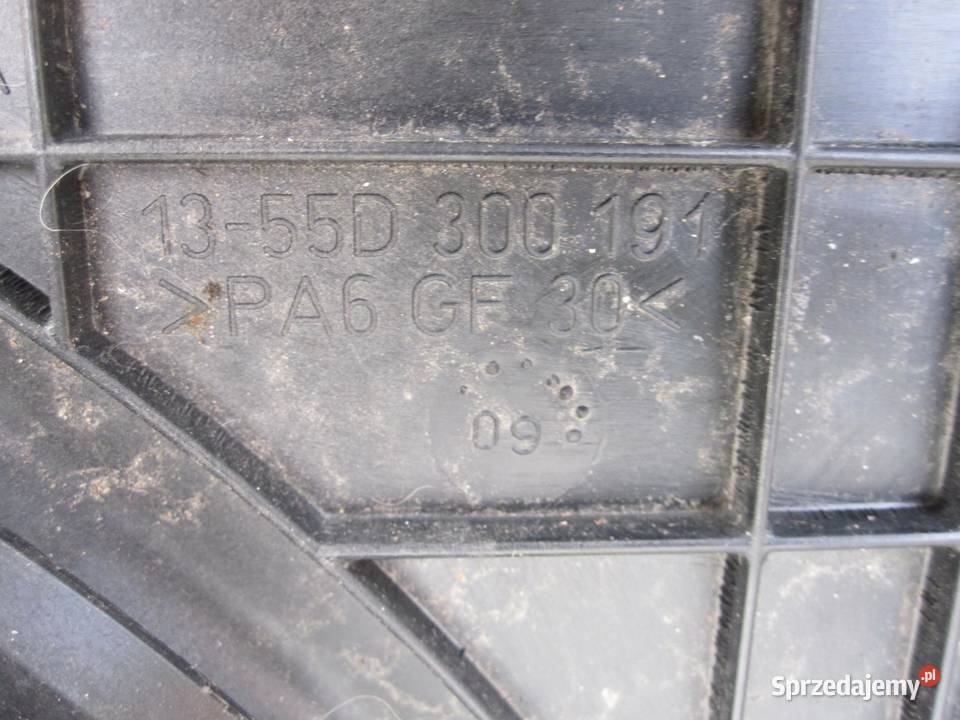 13-55D 300 191
>PA6 GF 30<
09
Sprzedajemy.pl